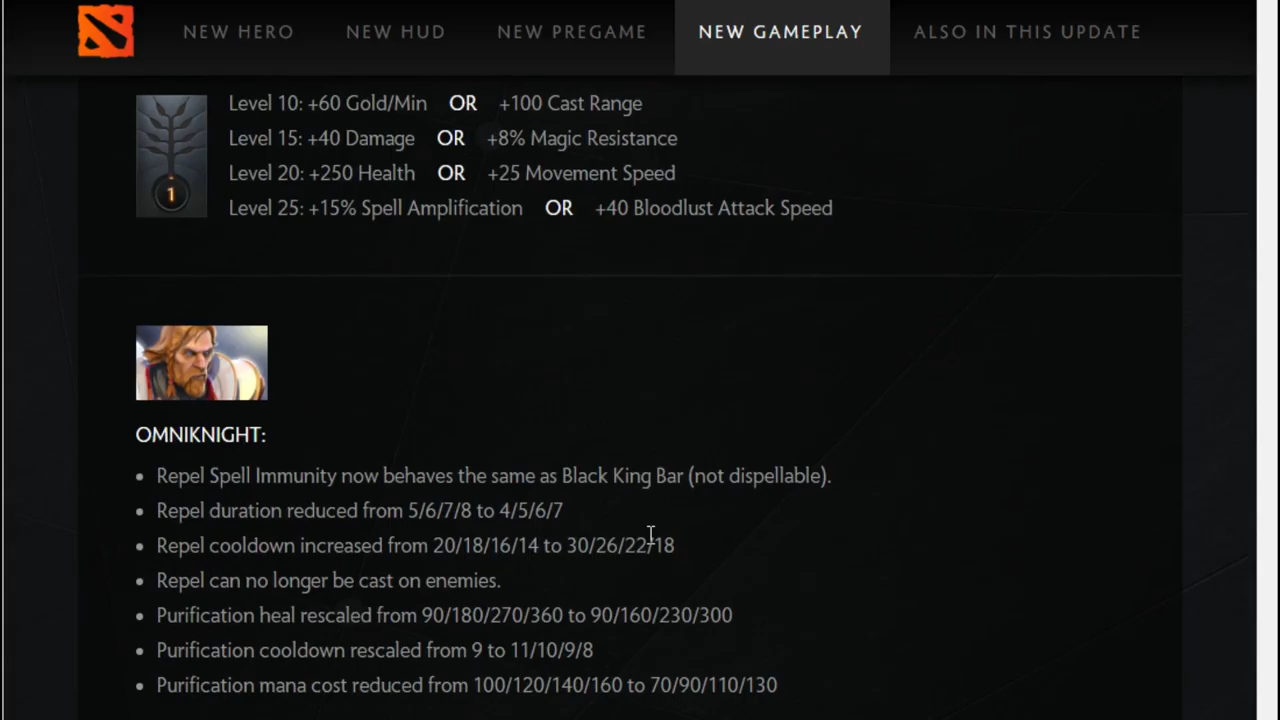 NEW HERO NEW HUD NEW PREGAME NEW GAMEPLAY ALSO IN THIS UPDATE
Level 10: +60 Gold/Min OR +100 Cast Range
Level 15: +40 Damage OR +8% Magic Resistance
Level 20: +250 Health OR +25 Movement Speed
1
Level 25: +15% Spell Amplification OR +40 Bloodlust Attack Speed
OMNIKNIGHT:
• Repel Spell Immunity now behaves the same as Black King Bar (not dispellable).
• Repel duration reduced from 5/6/7/8 to 4/5/6/7
• Repel cooldown increased from 20/18/16/14 to 30/26/22/18
• Repel can no longer be cast on enemies.
• Purification heal rescaled from 90/180/270/360 to 90/160/230/300
• Purification cooldown rescaled from 9 to 11/10/9/8
• Purification mana cost reduced from 100/120/140/160 to 70/90/110/130